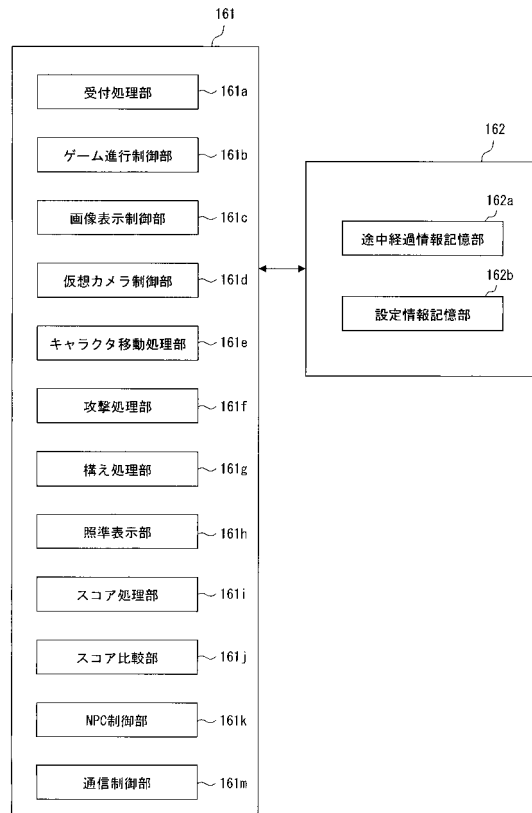 161
受付処理部 161a
ゲーム進行制御部 161b
画像表示制御部 161c
仮想カメラ制御部 161d
キャラクタ移動処理部 161e
攻撃処理部 161f
構え処理部 161g
照準表示部 161h
スコア処理部 161i
スコア比較部 161j
NPC制御部 161k
通信制御部 161m
162
162a
途中経過情報記憶部
162b
設定情報記憶部